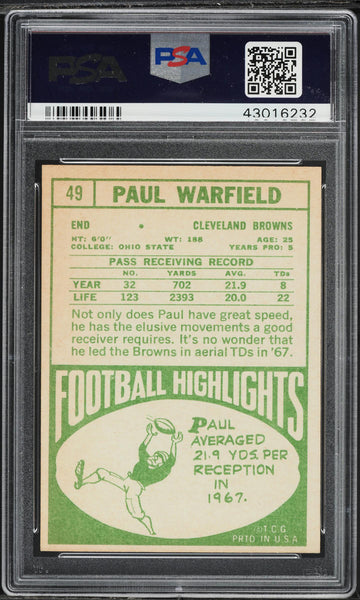 PSA
PSA
43016232
49 PAUL WARFIELD
END • CLEVELAND BROWNS
HT: 6'0" WT: 188 AGE: 25
COLLEGE: OHIO STATE YEARS PRO: 5
PASS RECEIVING RECORD
NO. YARDS AVG. TDs
YEAR 32 702 21.9 8
LIFE 123 2393 20.0 22
Not only does Paul have great speed,
he has the elusive movements a good
receiver requires. It's no wonder that
he led the Browns in aerial TDs in '67.
FOOTBALL HIGHLIGHTS
PAUL
AVERAGED
21.9 YDS. PER
RECEPTION
IN
1967.
©T.C.G.
PRTD IN U.S.A.